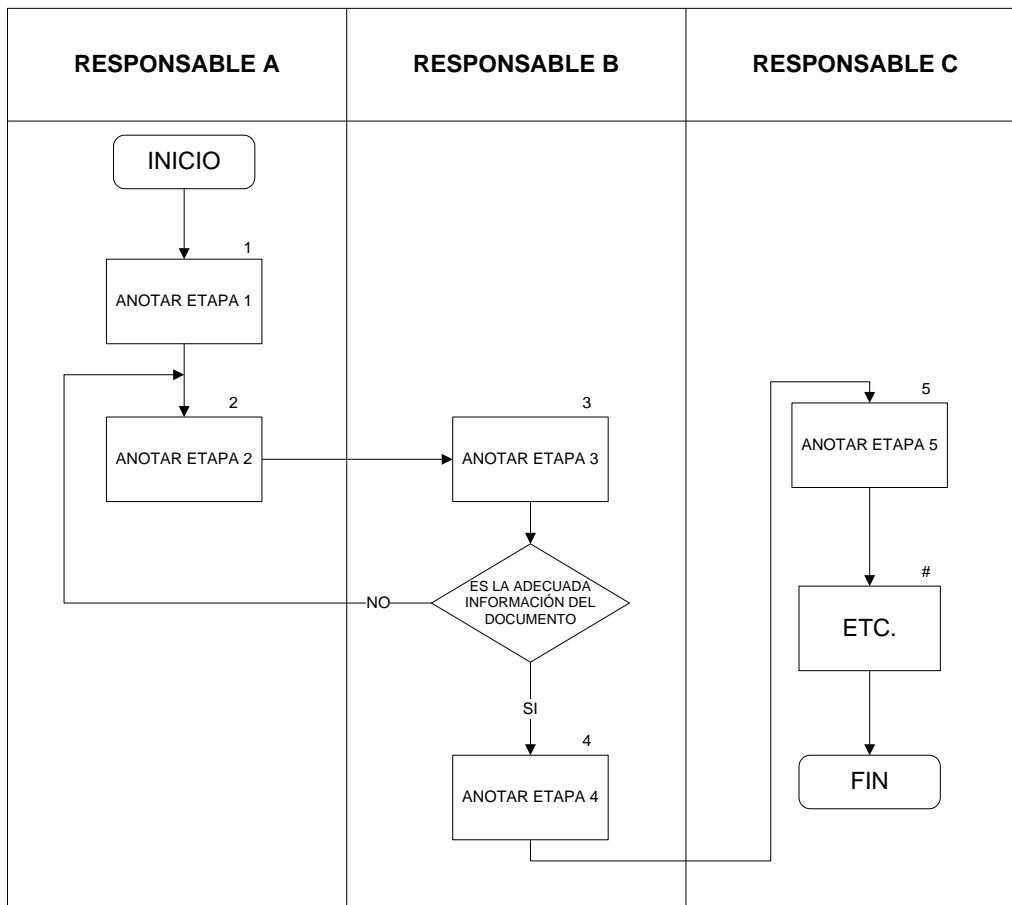 RESPONSABLE A
RESPONSABLE B
RESPONSABLE C
INICIO
1
ANOTAR ETAPA 1
2
ANOTAR ETAPA 2
3
ANOTAR ETAPA 3
ES LA ADECUADA
INFORMACIÓN DEL
DOCUMENTO
NO
SI
4
ANOTAR ETAPA 4
5
ANOTAR ETAPA 5
#
ETC.
FIN